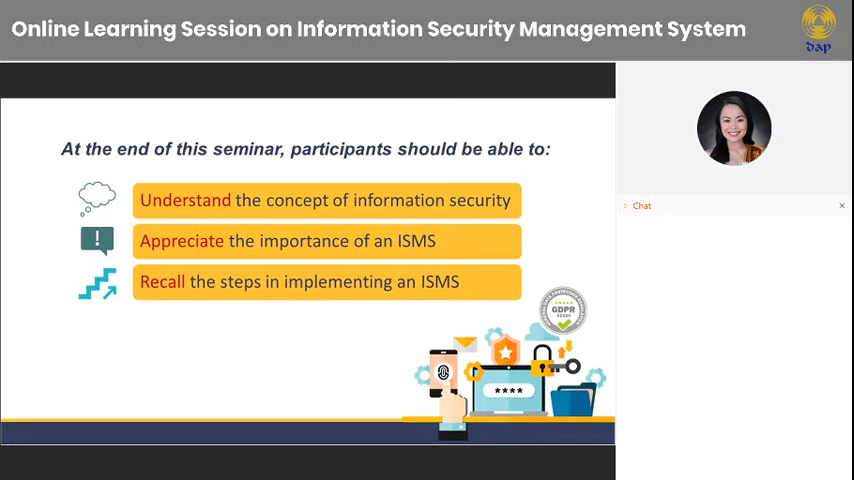 Online Learning Session on Information Security Management System
dap
At the end of this seminar, participants should be able to:
Understand the concept of information security
!
Appreciate the importance of an ISMS
Recall the steps in implementing an ISMS
GDPR
READY
****
Chat